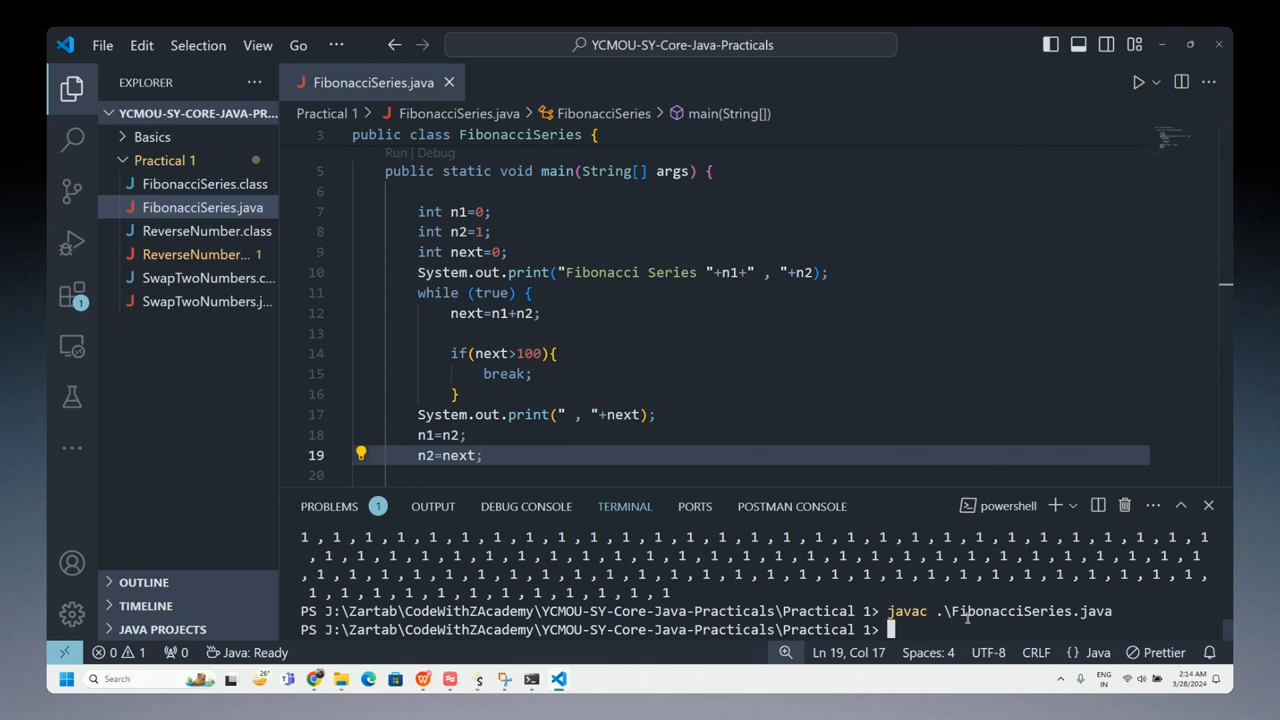 File Edit Selection View Go ··· YCMOU-SY-Core-Java-Practicals
EXPLORER ···
FibonacciSeries.java
YCMOU-SY-CORE-JAVA-PR...
Basics
Practical 1
FibonacciSeries.class
FibonacciSeries.java
ReverseNumber.class
ReverseNumber... 1
SwapTwoNumbers.c...
SwapTwoNumbers.j...
OUTLINE
TIMELINE
JAVA PROJECTS
1
Practical 1 > FibonacciSeries.java > FibonacciSeries > main(String[])
3 public class FibonacciSeries {
Run | Debug
5 public static void main(String[] args) {
6
7 int n1=0;
8 int n2=1;
9 int next=0;
10 System.out.print("Fibonacci Series "+n1+" , "+n2);
11 while (true) {
12 next=n1+n2;
13
14 if(next>100){
15 break;
16 }
17 System.out.print(" , "+next);
18 n1=n2;
19 n2=next;
20
PROBLEMS 1 OUTPUT DEBUG CONSOLE TERMINAL PORTS POSTMAN CONSOLE powershell
1 , 1 , 1 , 1 , 1 , 1 , 1 , 1 , 1 , 1 , 1 , 1 , 1 , 1 , 1 , 1 , 1 , 1 , 1 , 1 , 1 , 1 , 1 , 1 , 1 , 1 , 1 , 1 , 1
, 1 , 1 , 1 , 1 , 1 , 1 , 1 , 1 , 1 , 1 , 1 , 1 , 1 , 1 , 1 , 1 , 1 , 1 , 1 , 1 , 1 , 1 , 1 , 1 , 1 , 1 , 1 , 1
, 1 , 1 , 1 , 1 , 1 , 1 , 1 , 1 , 1 , 1 , 1 , 1 , 1 , 1 , 1 , 1 , 1 , 1 , 1 , 1 , 1 , 1 , 1 , 1 , 1 , 1 , 1 , 1 ,
, 1 , 1 , 1 , 1 , 1 , 1 , 1 , 1 , 1
PS J:\Zartab\CodeWithZAcademy\YCMOU-SY-Core-Java-Practicals\Practical 1> javac .\FibonacciSeries.java
PS J:\Zartab\CodeWithZAcademy\YCMOU-SY-Core-Java-Practicals\Practical 1>
0 1 0 Java: Ready Ln 19, Col 17 Spaces: 4 UTF-8 CRLF {} Java Prettier
Search 26° ENG IN 2:14 AM 3/28/2024